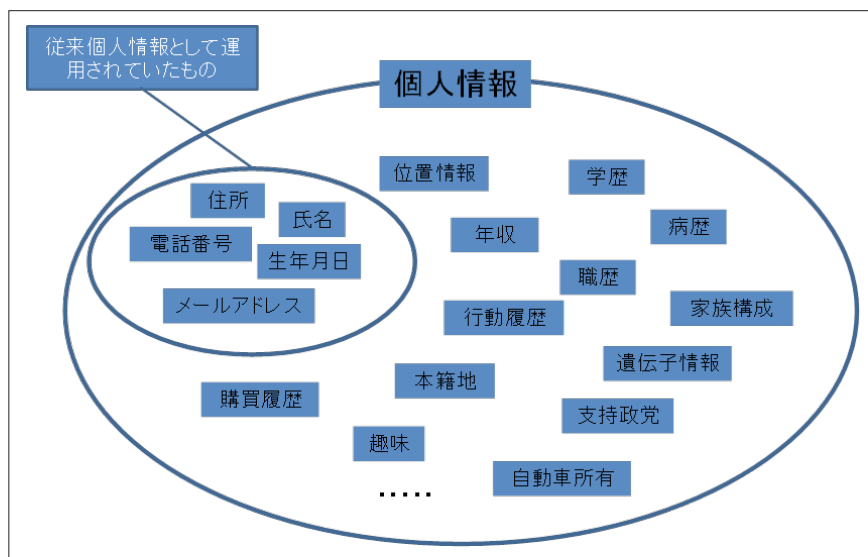 従来個人情報として運
用されていたもの
個人情報
位置情報
学歴
住所
氏名
年収
病歴
電話番号
生年月日
職歴
メールアドレス
行動履歴
家族構成
遺伝子情報
本籍地
購買履歴
支持政党
趣味
自動車所有
.....